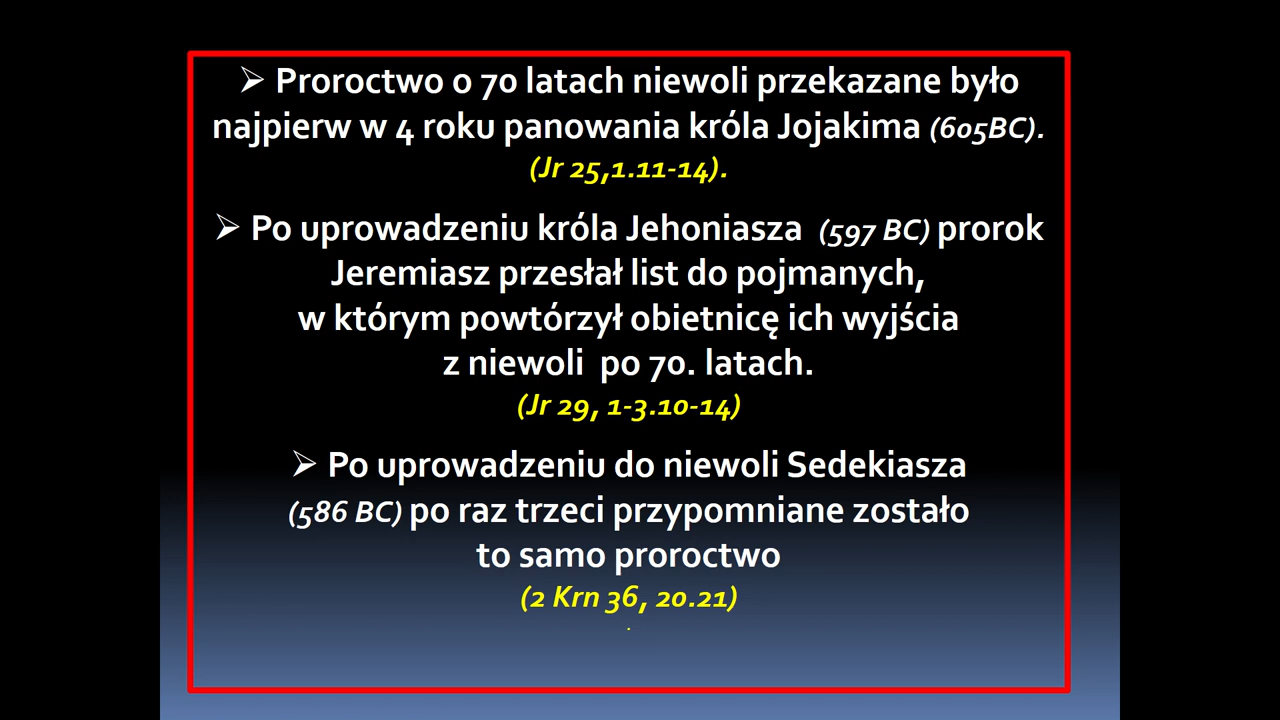 ➢ Proroctwo o 70 latach niewoli przekazane było
najpierw w 4 roku panowania króla Jojakima (605BC).
(Jr 25,1.11-14).
➢ Po uprowadzeniu króla Jehoniasza (597 BC) prorok
Jeremiasz przesłał list do pojmanych,
w którym powtórzył obietnicę ich wyjścia
z niewoli po 70. latach.
(Jr 29, 1-3.10-14)
➢ Po uprowadzeniu do niewoli Sedekiasza
(586 BC) po raz trzeci przypomniane zostało
to samo proroctwo
(2 Krn 36, 20.21)
.